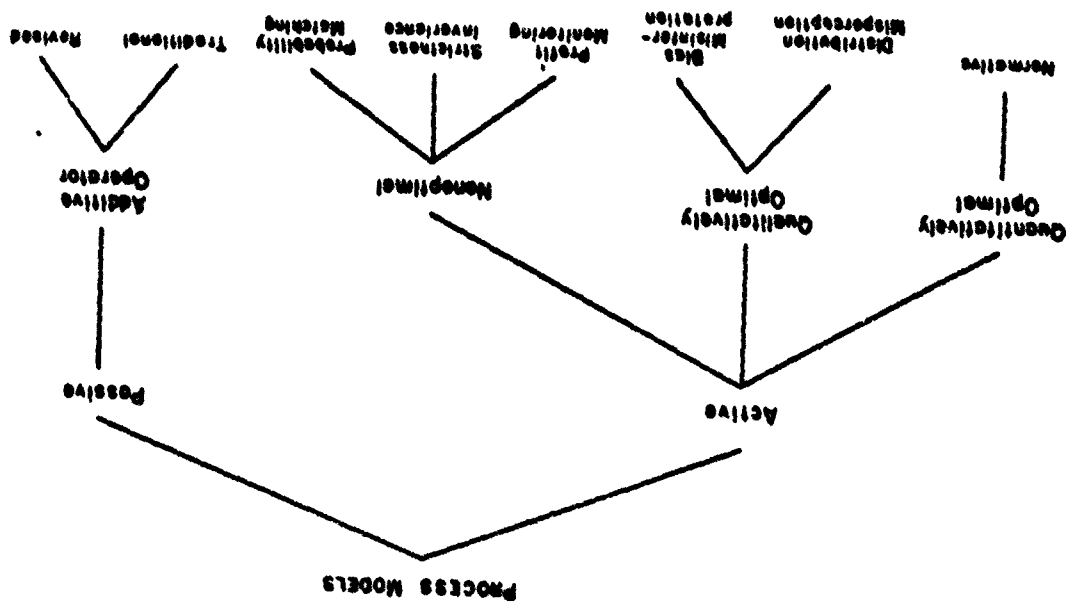 PROCESS MODELS
Active
Passive
Quantitatively
Optimal
Qualitatively
Optimal
Nonoptimal
Additive
Operator
Normative
Distribution
Misperception
Bias
Misinter-
pretation
Profit
Monitoring
Strictness
Invariance
Probability
Matching
Traditional
Revised